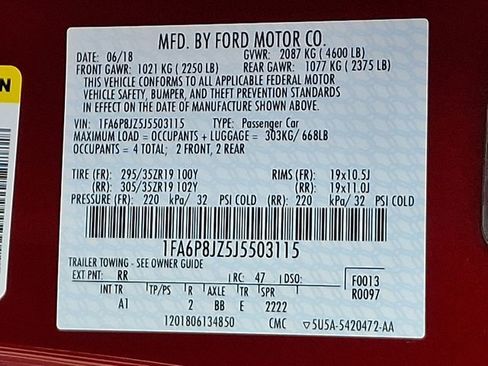 MFD. BY FORD MOTOR CO.
DATE: 06/18 GVWR: 2087 KG (4600 LB)
FRONT GAWR: 1021 KG (2250 LB) REAR GAWR: 1077 KG (2375 LB)
THIS VEHICLE CONFORMS TO ALL APPLICABLE FEDERAL MOTOR
VEHICLE SAFETY, BUMPER, AND THEFT PREVENTION STANDARDS
IN EFFECT ON THE DATE OF MANUFACTURE SHOWN ABOVE.
VIN: 1FA6P8JZ5J5503115 TYPE: Passenger Car
MAXIMUM LOAD = OCCUPANTS + LUGGAGE = 303KG/ 668LB
OCCUPANTS = 4 TOTAL; 2 FRONT, 2 REAR
TIRE (FR): 295/35ZR19 100Y RIMS (FR): 19x10.5J
(RR): 305/35ZR19 102Y (RR): 19x11.0J
PRESSURE (FR): 220 kPa/ 32 PSI COLD (RR): 220 kPa/ 32 PSI COLD
1FA6P8JZ5J5503115
TRAILER TOWING - SEE OWNER GUIDE
EXT PNT: RR RC: 47 DSO: F0013
INT TR TP/PS R AXLE TR SPR R0097
A1 2 BB E 2222
1201806134850 CMC ▽5U5A-5420472-AA